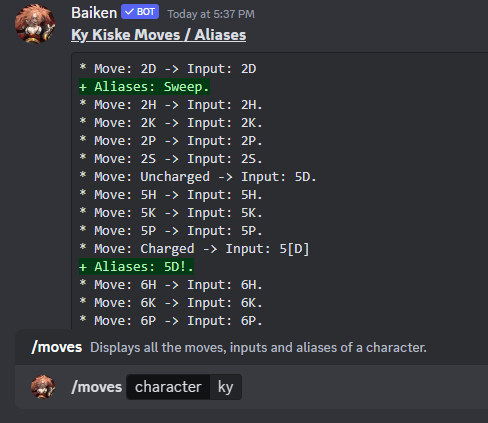 Baiken ✓ BOT Today at 5:37 PM
Ky Kiske Moves / Aliases
* Move: 2D -> Input: 2D
+ Aliases: Sweep.
* Move: 2H -> Input: 2H.
* Move: 2K -> Input: 2K.
* Move: 2P -> Input: 2P.
* Move: 2S -> Input: 2S.
* Move: Uncharged -> Input: 5D.
* Move: 5H -> Input: 5H.
* Move: 5K -> Input: 5K.
* Move: 5P -> Input: 5P.
* Move: Charged -> Input: 5[D]
+ Aliases: 5D!.
* Move: 6H -> Input: 6H.
* Move: 6K -> Input: 6K.
* Move: 6P -> Input: 6P.
/moves Displays all the moves, inputs and aliases of a character.
/moves character ky